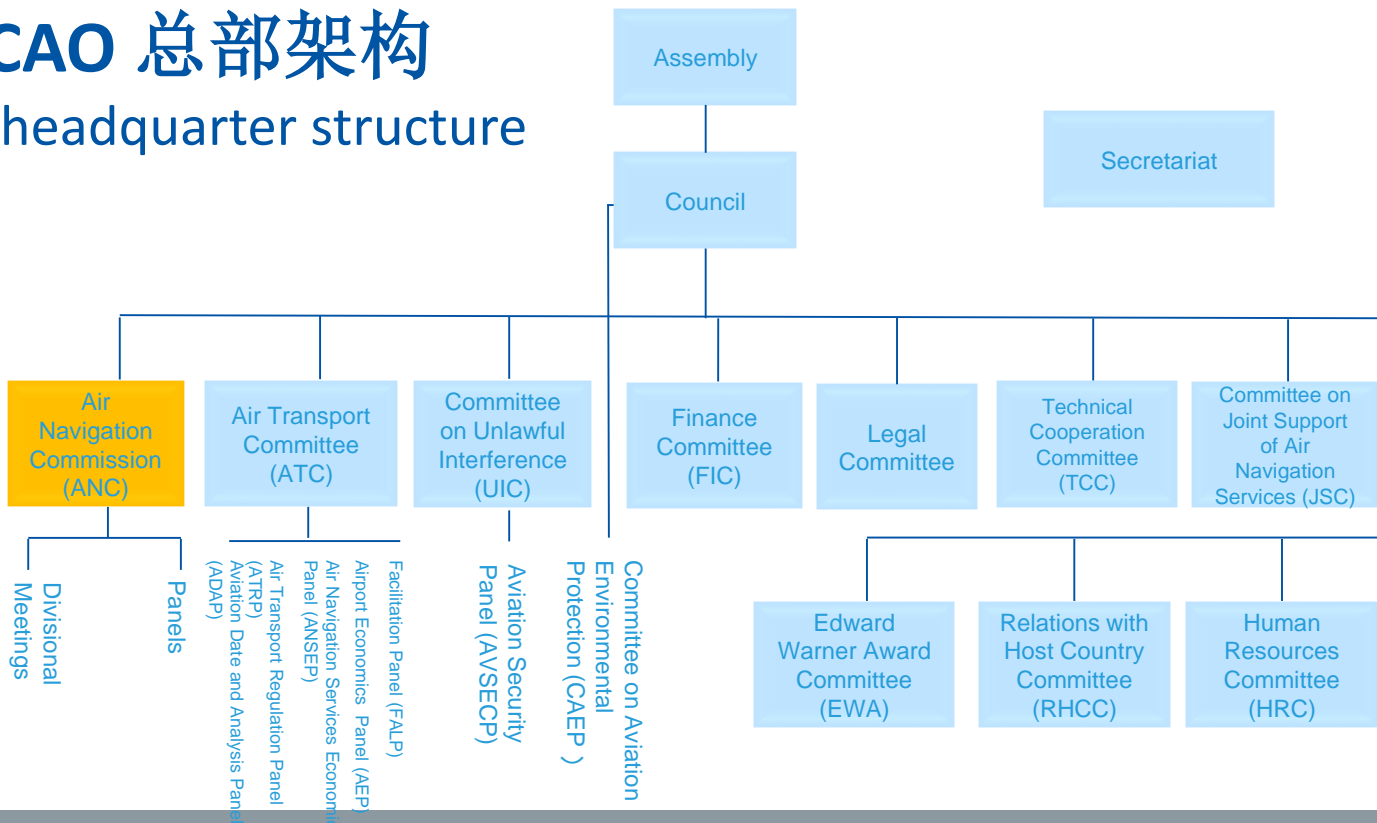 CAO 总部架构
headquarter structure
Assembly
Secretariat
Council
Air
Navigation
Commission
(ANC)
Air Transport
Committee
(ATC)
Committee
on Unlawful
Interference
(UIC)
Finance
Committee
(FIC)
Legal
Committee
Technical
Cooperation
Committee
(TCC)
Committee on
Joint Support
of Air
Navigation
Services (JSC)
Divisional
Meetings
Panels
Facilitation Panel (FALP)
Airport Economics Panel (AEP)
Air Navigation Services Economic
Panel (ANSEP)
Air Transport Regulation Panel
(ATRP)
Aviation Date and Analysis Panel
(ADAP)
Aviation Security
Panel (AVSECP)
Committee on Aviation
Environmental
Protection (CAEP )
Edward
Warner Award
Committee
(EWA)
Relations with
Host Country
Committee
(RHCC)
Human
Resources
Committee
(HRC)